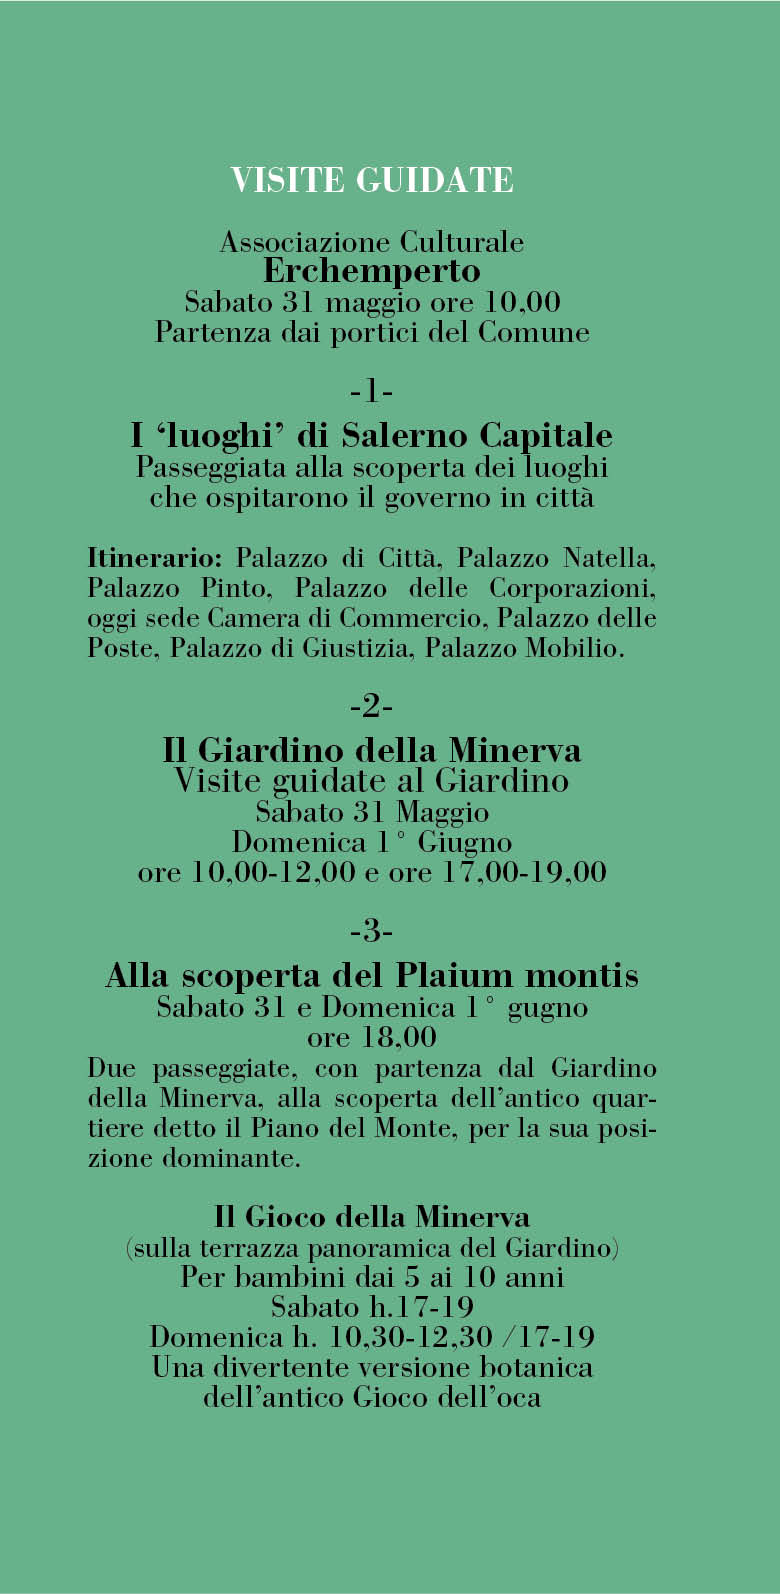 VISITE GUIDATE
Associazione Culturale
Erchemperto
Sabato 31 maggio ore 10,00
Partenza dai portici del Comune
-1-
I ‘luoghi’ di Salerno Capitale
Passeggiata alla scoperta dei luoghi
che ospitarono il governo in città
Itinerario: Palazzo di Città, Palazzo Natella,
Palazzo Pinto, Palazzo delle Corporazioni,
oggi sede Camera di Commercio, Palazzo delle
Poste, Palazzo di Giustizia, Palazzo Mobilio.
-2-
Il Giardino della Minerva
Visite guidate al Giardino
Sabato 31 Maggio
Domenica 1° Giugno
ore 10,00-12,00 e ore 17,00-19,00
-3-
Alla scoperta del Plaium montis
Sabato 31 e Domenica 1° gugno
ore 18,00
Due passeggiate, con partenza dal Giardino
della Minerva, alla scoperta dell’antico quar-
tiere detto il Piano del Monte, per la sua posi-
zione dominante.
Il Gioco della Minerva
(sulla terrazza panoramica del Giardino)
Per bambini dai 5 ai 10 anni
Sabato h.17-19
Domenica h. 10,30-12,30 /17-19
Una divertente versione botanica
dell’antico Gioco dell’oca